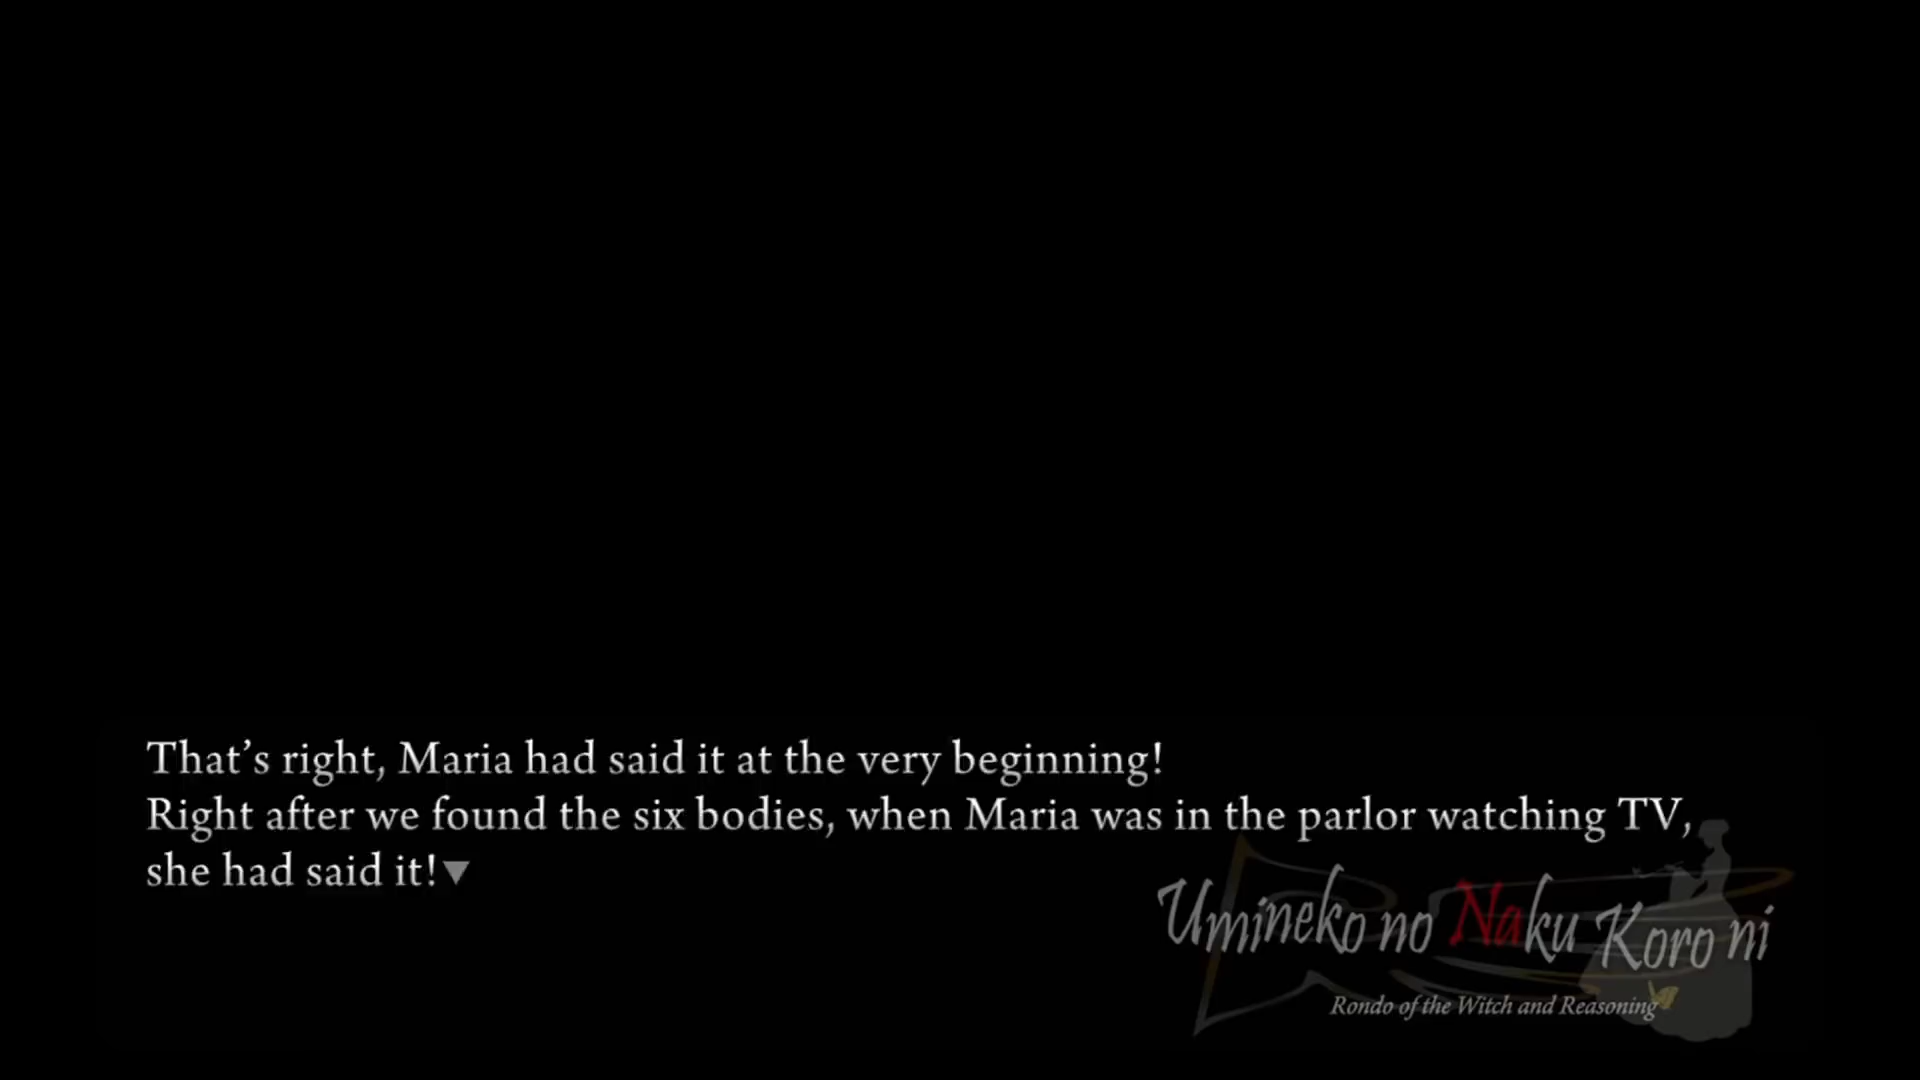 That’s right, Maria had said it at the very beginning!
Right after we found the six bodies, when Maria was in the parlor watching TV,
she had said it!
Umineko no Naku Koro ni
Rondo of the Witch and Reasoning